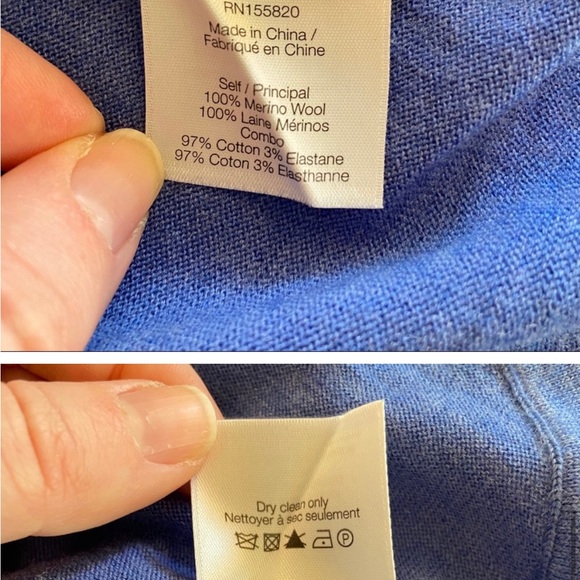 RN155820
Made in China /
Fabriqué en Chine
Self / Principal
100% Merino Wool
100% Laine Mérinos
Combo
97% Cotton 3% Elastane
97% Coton 3% Elasthanne
Dry clean only
Nettoyer à sec seulement
P